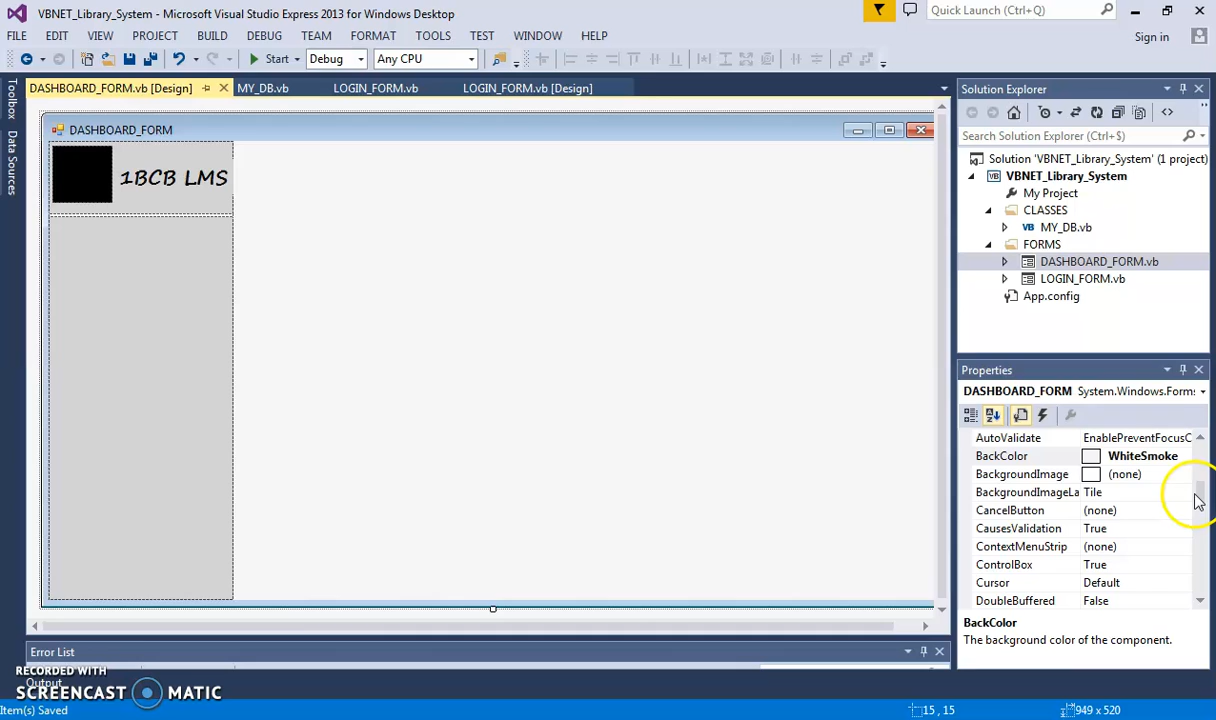 VBNET_Library_System - Microsoft Visual Studio Express 2013 for Windows Desktop
Quick Launch (Ctrl+Q)
FILE EDIT VIEW PROJECT BUILD DEBUG TEAM FORMAT TOOLS TEST WINDOW HELP
Sign in
Start Debug Any CPU
Toolbox
Data Sources
DASHBOARD_FORM.vb [Design] MY_DB.vb LOGIN_FORM.vb LOGIN_FORM.vb [Design]
DASHBOARD_FORM
1BCB LMS
Solution Explorer
Search Solution Explorer (Ctrl+$)
Solution 'VBNET_Library_System' (1 project)
VBNET_Library_System
My Project
CLASSES
VB MY_DB.vb
FORMS
DASHBOARD_FORM.vb
LOGIN_FORM.vb
App.config
Properties
DASHBOARD_FORM System.Windows.Forms
AutoValidate EnablePreventFocusC
BackColor WhiteSmoke
BackgroundImage (none)
BackgroundImageLa Tile
CancelButton (none)
CausesValidation True
ContextMenuStrip (none)
ControlBox True
Cursor Default
DoubleBuffered False
BackColor
The background color of the component.
Error List
Output
RECORDED WITH
SCREENCAST MATIC
Item(s) Saved
15 , 15
949 x 520